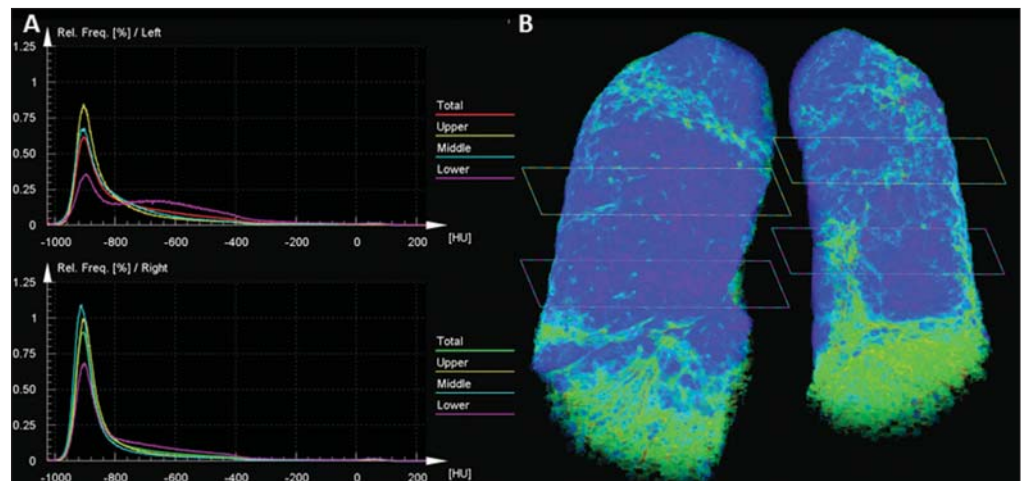 A
Rel. Freq. [%] / Left
1.25
1
0.75
0.50
0.25
0
-1000 -800 -600 -400 -200 0 200
[HU]
Total
Upper
Middle
Lower
Rel. Freq. [%] / Right
1.25
1
0.75
0.50
0.25
0
-1000 -800 -600 -400 -200 0 200
[HU]
Total
Upper
Middle
Lower
B